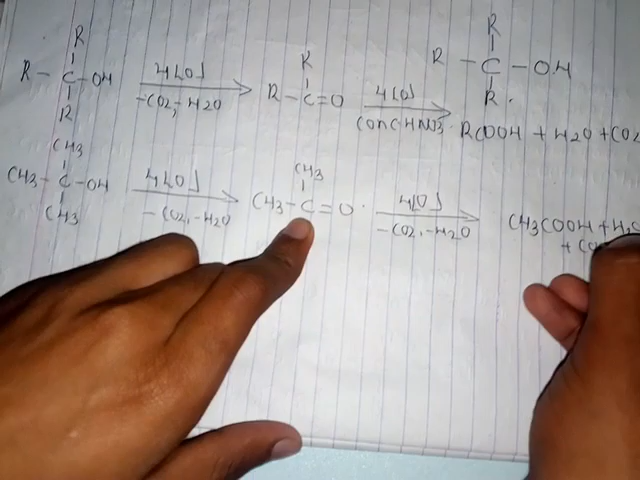 R
R - C - OH
R
4[O]
-CO2, -H2O
R
R - C = O
4[O]
conc HNO3
R
R - C - OH
R.
RCOOH + H2O + CO2
CH3
CH3 - C - OH
CH3
4[O]
- CO2, -H2O
CH3
CH3 - C = O
4[O]
- CO2, -H2O
CH3COOH + H2O